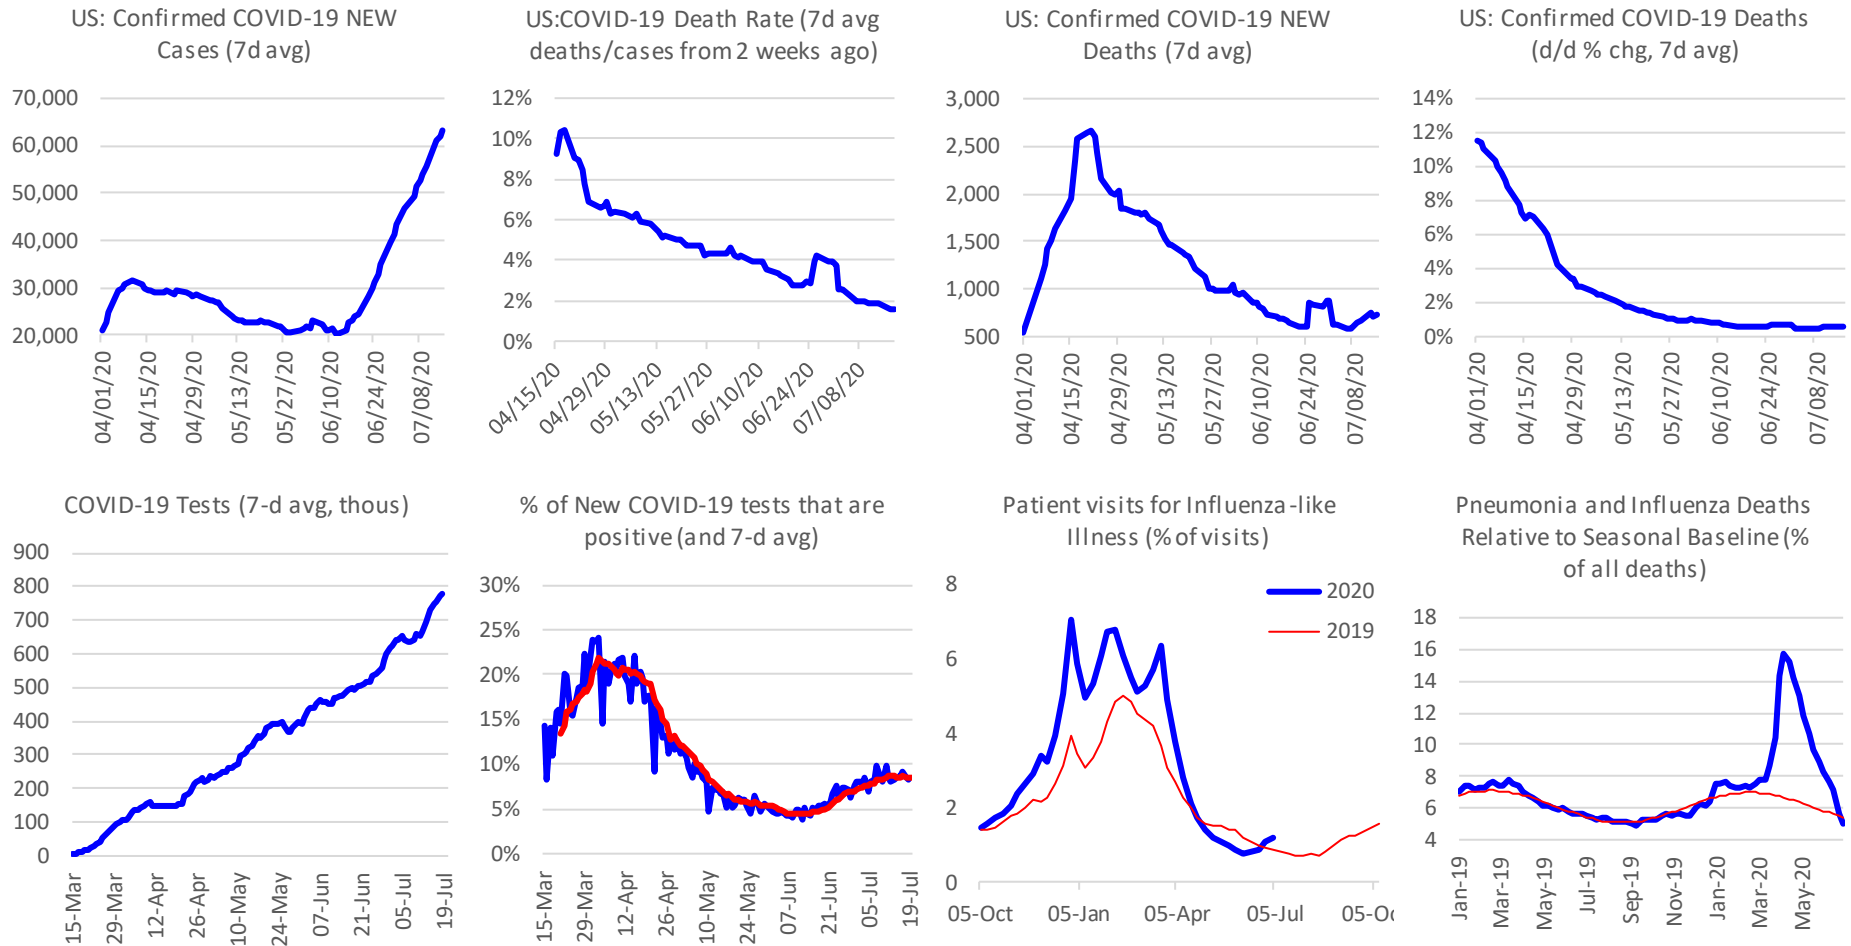 US: Confirmed COVID-19 NEW
Cases (7d avg)
70,000
60,000
50,000
40,000
30,000
20,000
04/01/20
04/15/20
04/29/20
05/13/20
05/27/20
06/10/20
06/24/20
07/08/20
US:COVID-19 Death Rate (7d avg
deaths/cases from 2 weeks ago)
12%
10%
8%
6%
4%
2%
0%
04/15/20
04/29/20
05/13/20
05/27/20
06/10/20
06/24/20
07/08/20
US: Confirmed COVID-19 NEW
Deaths (7d avg)
3,000
2,500
2,000
1,500
1,000
500
04/01/20
04/15/20
04/29/20
05/13/20
05/27/20
06/10/20
06/24/20
07/08/20
US: Confirmed COVID-19 Deaths
(d/d % chg, 7d avg)
14%
12%
10%
8%
6%
4%
2%
0%
04/01/20
04/15/20
04/29/20
05/13/20
05/27/20
06/10/20
06/24/20
07/08/20
COVID-19 Tests (7-d avg, thous)
900
800
700
600
500
400
300
200
100
0
15-Mar
29-Mar
12-Apr
26-Apr
10-May
24-May
07-Jun
21-Jun
05-Jul
19-Jul
% of New COVID-19 tests that are
positive (and 7-d avg)
30%
25%
20%
15%
10%
5%
0%
15-Mar
29-Mar
12-Apr
26-Apr
10-May
24-May
07-Jun
21-Jun
05-Jul
19-Jul
Patient visits for Influenza-like
Illness (% of visits)
8
6
4
2
0
2020
2019
05-Oct
05-Jan
05-Apr
05-Jul
05-Oc
Pneumonia and Influenza Deaths
Relative to Seasonal Baseline (%
of all deaths)
18
16
14
12
10
8
6
4
Jan-19
Mar-19
May-19
Jul-19
Sep-19
Nov-19
Jan-20
Mar-20
May-20